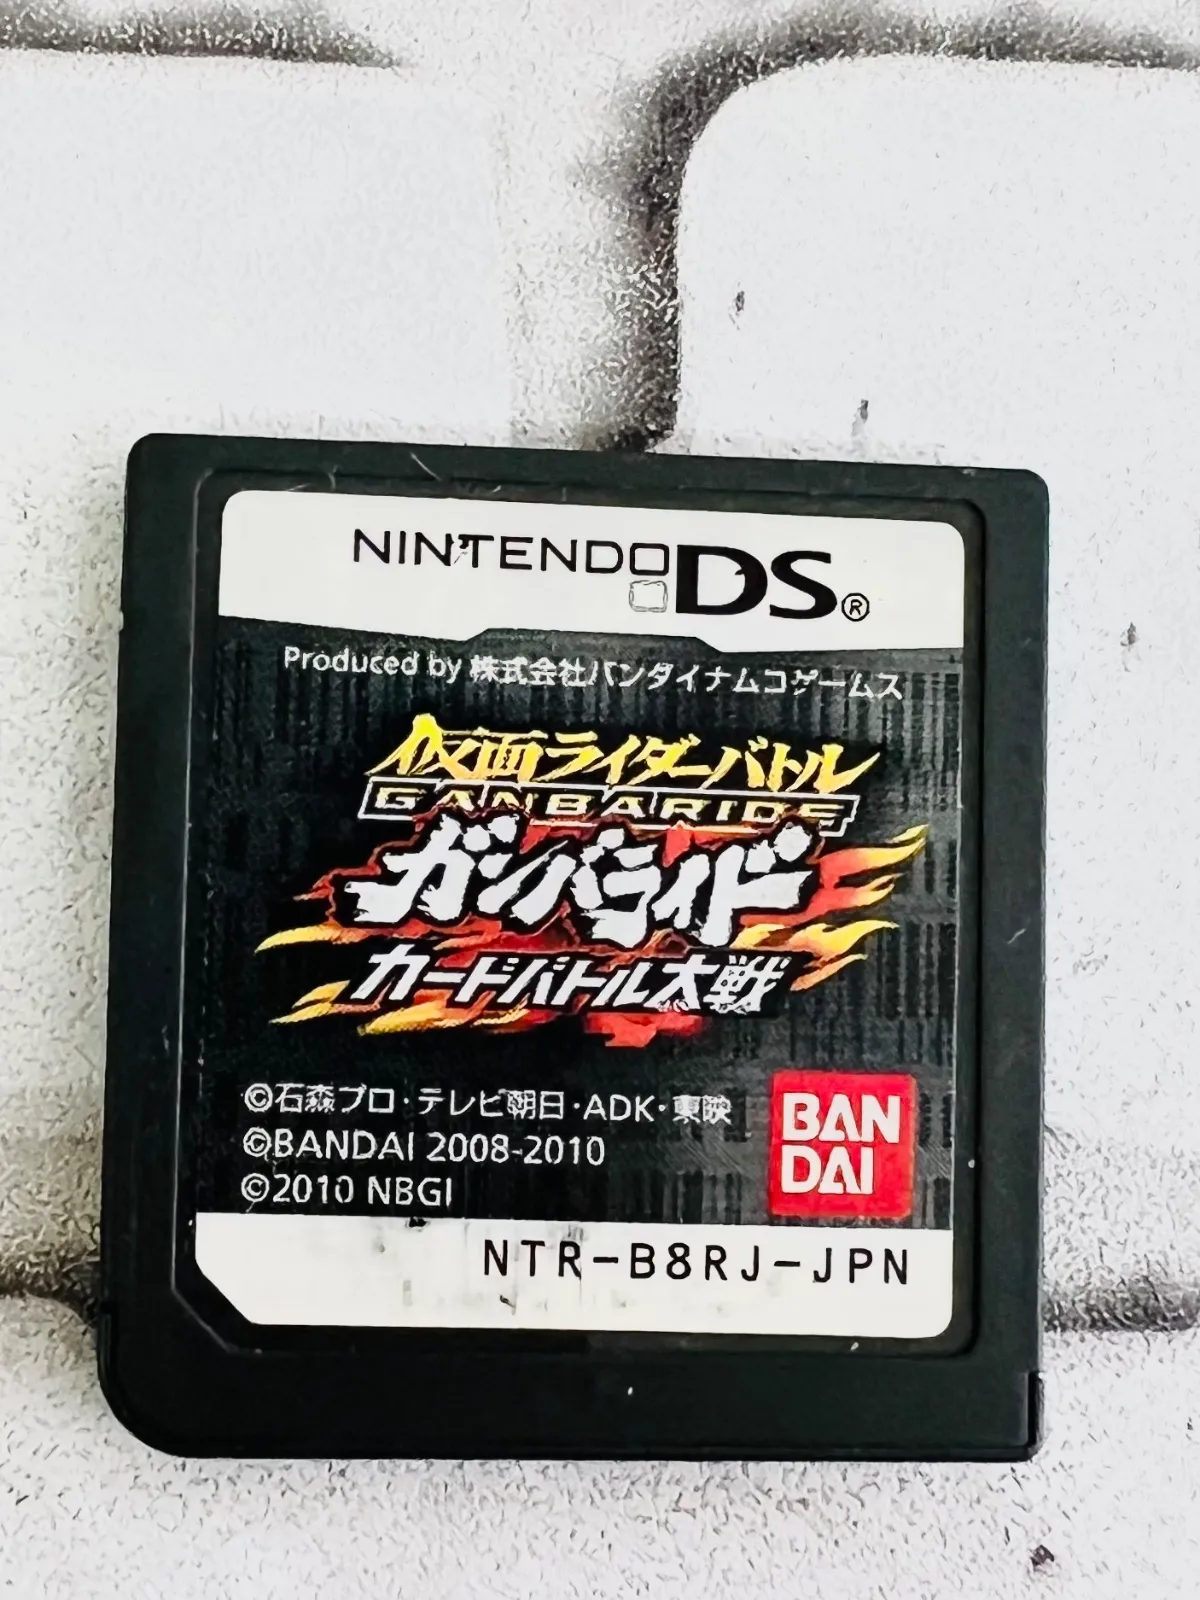 NINTENDO DS®
Produced by 株式会社バンダイナムコゲームス
仮面ライダーバトル
GANBARIDE
ガンバライド
カードバトル大戦
©石森プロ・テレビ朝日・ADK・東映
©BANDAI 2008-2010
©2010 NBGI
BAN
DAI
NTR-B8RJ-JPN